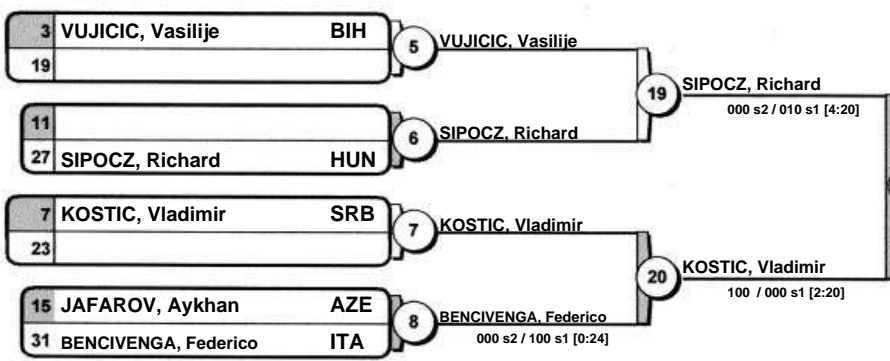 3 VUJICIC, Vasilije BIH
19
5 VUJICIC, Vasilije
11
27 SIPOCZ, Richard HUN
6 SIPOCZ, Richard
19 SIPOCZ, Richard
000 s2 / 010 s1 [4:20]
7 KOSTIC, Vladimir SRB
23
7 KOSTIC, Vladimir
15 JAFAROV, Aykhan AZE
31 BENCIVENGA, Federico ITA
8 BENCIVENGA, Federico
000 s2 / 100 s1 [0:24]
20 KOSTIC, Vladimir
100 / 000 s1 [2:20]